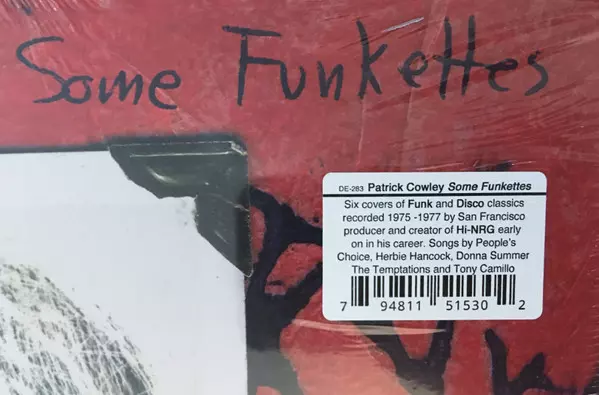 Some Funkettes
DE-283 Patrick Cowley Some Funkettes
Six covers of Funk and Disco classics
recorded 1975 -1977 by San Francisco
producer and creator of Hi-NRG early
on in his career. Songs by People's
Choice, Herbie Hancock, Donna Summer
The Temptations and Tony Camillo
7 94811 51530 2